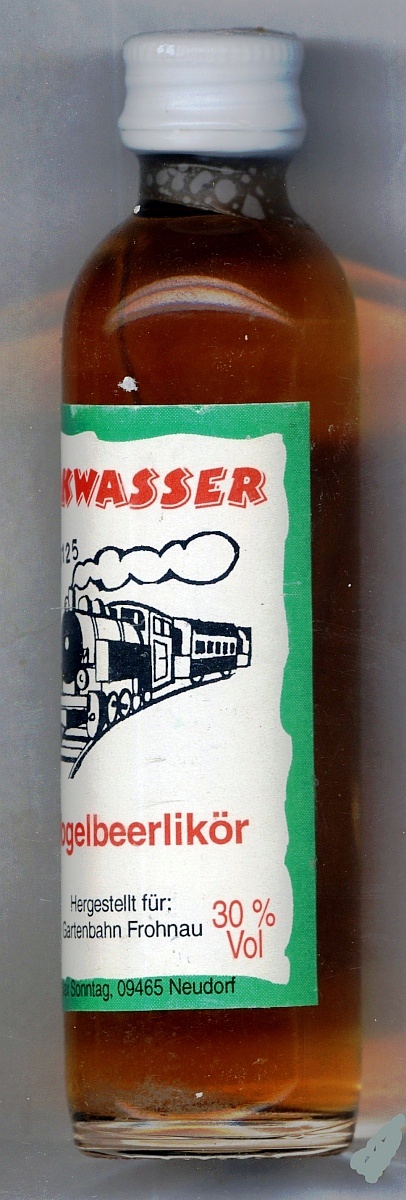 KWASSER
125
ogelbeerlikör
Hergestellt für:
Gartenbahn Frohnau
30 %
Vol
Sonntag, 09465 Neudorf